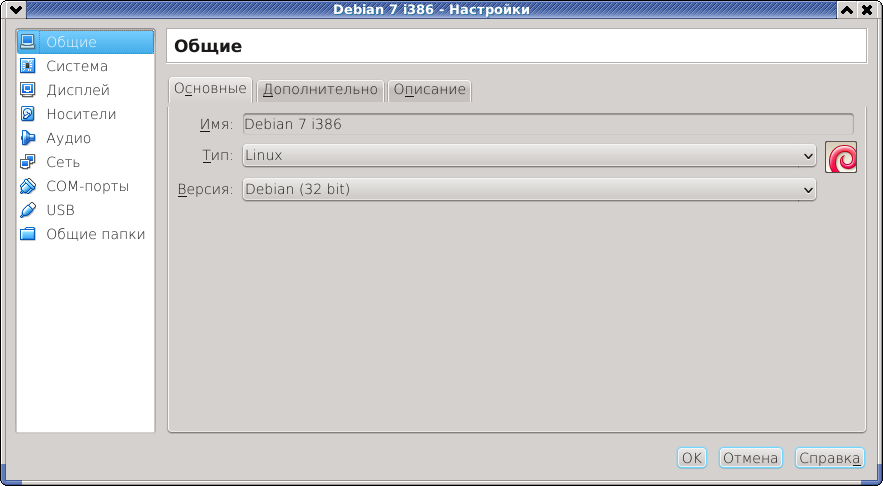 Debian 7 i386 - Настройки
Общие
Система
Дисплей
Носители
Аудио
Сеть
COM-порты
USB
Общие папки
Общие
Основные Дополнительно Описание
Имя: Debian 7 i386
Тип: Linux
Версия: Debian (32 bit)
OK Отмена Справка